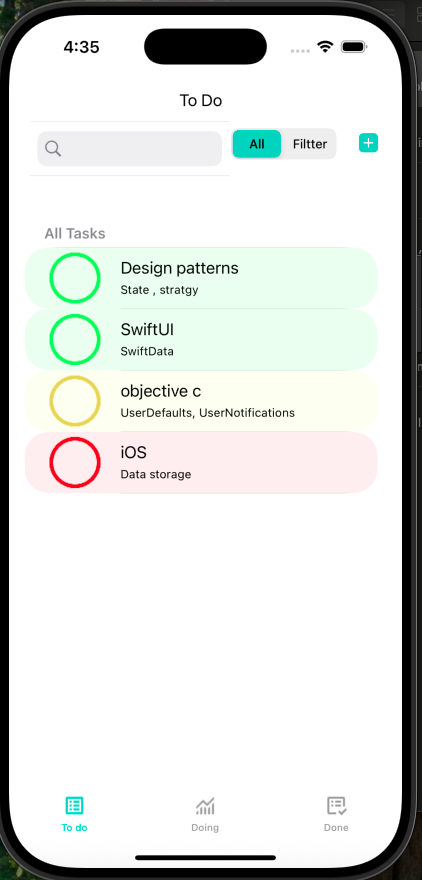 4:35
To Do
All Filtter
All Tasks
Design patterns
State , stratgy
SwiftUI
SwiftData
objective c
UserDefaults, UserNotifications
iOS
Data storage
To do Doing Done